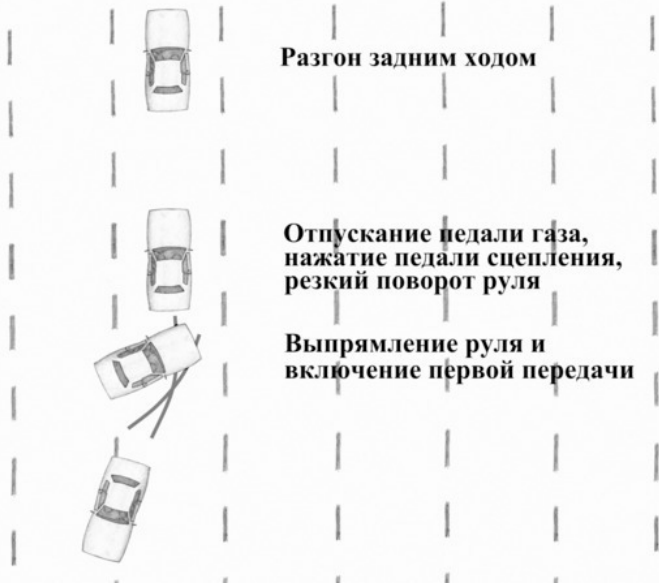 Разгон задним ходом
Отпускание педали газа,
нажатие педали сцепления,
резкий поворот руля
Выпрямление руля и
включение первой передачи